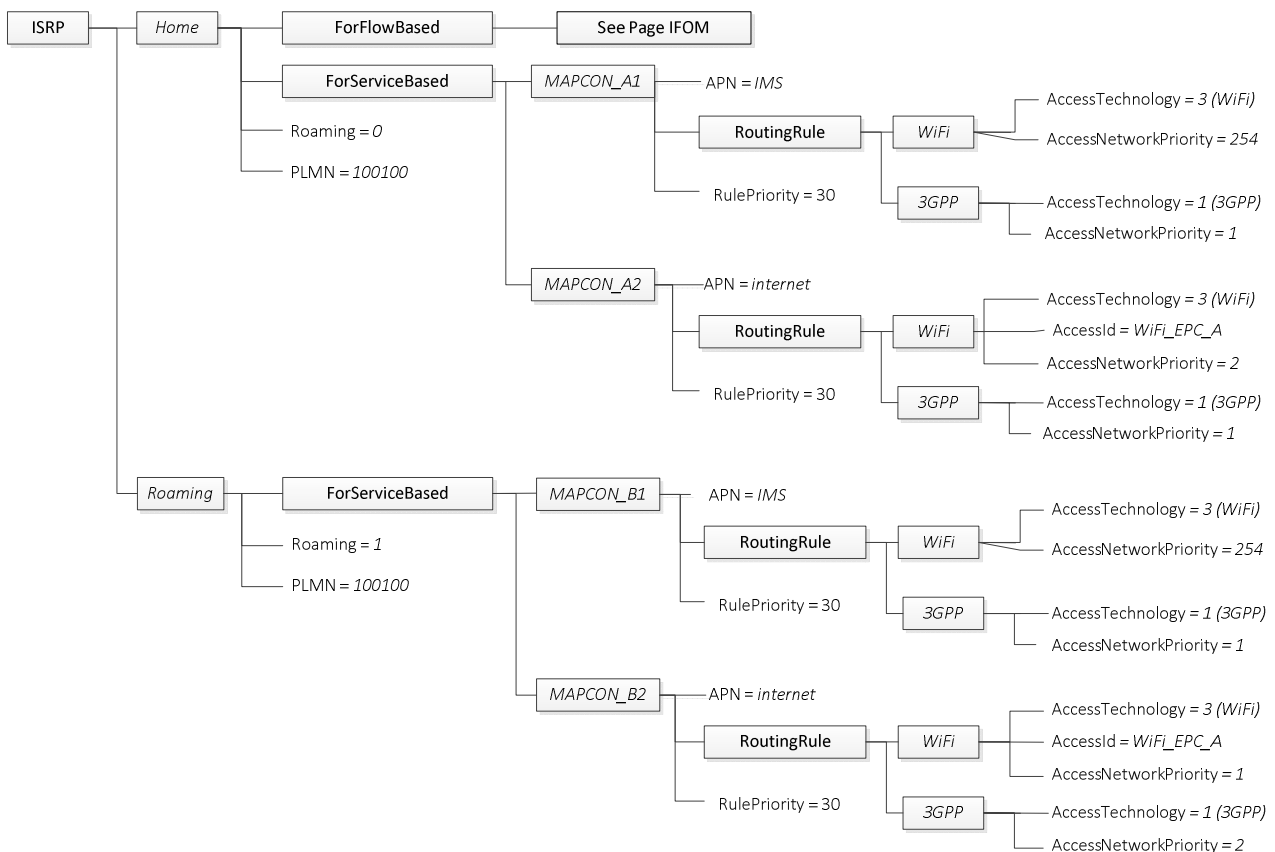 ISRP
Home
ForFlowBased
See Page IFOM
ForServiceBased
MAPCON_A1
APN = IMS
AccessTechnology = 3 (WiFi)
RoutingRule
WiFi
AccessNetworkPriority = 254
Roaming = 0
PLMN = 100100
RulePriority = 30
3GPP
AccessTechnology = 1 (3GPP)
AccessNetworkPriority = 1
MAPCON_A2
APN = internet
AccessTechnology = 3 (WiFi)
RoutingRule
WiFi
AccessId = WiFi_EPC_A
AccessNetworkPriority = 2
RulePriority = 30
3GPP
AccessTechnology = 1 (3GPP)
AccessNetworkPriority = 1
Roaming
ForServiceBased
MAPCON_B1
APN = IMS
AccessTechnology = 3 (WiFi)
RoutingRule
WiFi
AccessNetworkPriority = 254
Roaming = 1
PLMN = 100100
RulePriority = 30
3GPP
AccessTechnology = 1 (3GPP)
AccessNetworkPriority = 1
MAPCON_B2
APN = internet
AccessTechnology = 3 (WiFi)
RoutingRule
WiFi
AccessId = WiFi_EPC_A
AccessNetworkPriority = 1
RulePriority = 30
3GPP
AccessTechnology = 1 (3GPP)
AccessNetworkPriority = 2